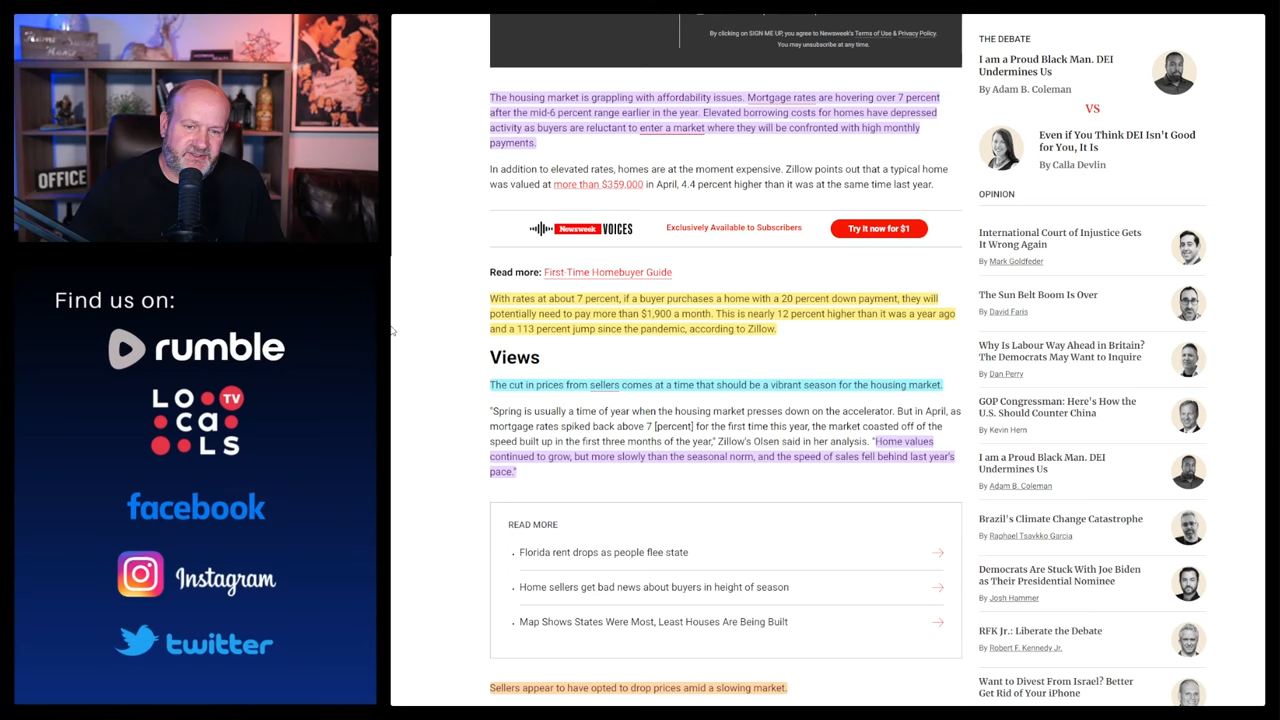 OFFICE
Find us on:
rumble
LOCALS
TV
facebook
Instagram
twitter
By clicking on SIGN ME UP, you agree to Newsweek's Terms of Use & Privacy Policy.
You may unsubscribe at any time.
The housing market is grappling with affordability issues. Mortgage rates are hovering over 7 percent
after the mid-6 percent range earlier in the year. Elevated borrowing costs for homes have depressed
activity as buyers are reluctant to enter a market where they will be confronted with high monthly
payments.
In addition to elevated rates, homes are at the moment expensive. Zillow points out that a typical home
was valued at more than $359,000 in April, 4.4 percent higher than it was at the same time last year.
Newsweek VOICES
Exclusively Available to Subscribers
Try it now for $1
Read more: First-Time Homebuyer Guide
With rates at about 7 percent, if a buyer purchases a home with a 20 percent down payment, they will
potentially need to pay more than $1,900 a month. This is nearly 12 percent higher than it was a year ago
and a 113 percent jump since the pandemic, according to Zillow.
Views
The cut in prices from sellers comes at a time that should be a vibrant season for the housing market.
"Spring is usually a time of year when the housing market presses down on the accelerator. But in April, as
mortgage rates spiked back above 7 [percent] for the first time this year, the market coasted off of the
speed built up in the first three months of the year," Zillow's Olsen said in her analysis. "Home values
continued to grow, but more slowly than the seasonal norm, and the speed of sales fell behind last year's
pace."
READ MORE
Florida rent drops as people flee state
Home sellers get bad news about buyers in height of season
Map Shows States Were Most, Least Houses Are Being Built
Sellers appear to have opted to drop prices amid a slowing market.
THE DEBATE
I am a Proud Black Man. DEI
Undermines Us
By Adam B. Coleman
VS
Even if You Think DEI Isn't Good
for You, It Is
By Calla Devlin
OPINION
International Court of Injustice Gets
It Wrong Again
By Mark Goldfeder
The Sun Belt Boom Is Over
By David Faris
Why Is Labour Way Ahead in Britain?
The Democrats May Want to Inquire
By Dan Perry
GOP Congressman: Here's How the
U.S. Should Counter China
By Kevin Hern
I am a Proud Black Man. DEI
Undermines Us
By Adam B. Coleman
Brazil's Climate Change Catastrophe
By Raphael Tsavkko Garcia
Democrats Are Stuck With Joe Biden
as Their Presidential Nominee
By Josh Hammer
RFK Jr.: Liberate the Debate
By Robert F. Kennedy Jr.
Want to Divest From Israel? Better
Get Rid of Your iPhone